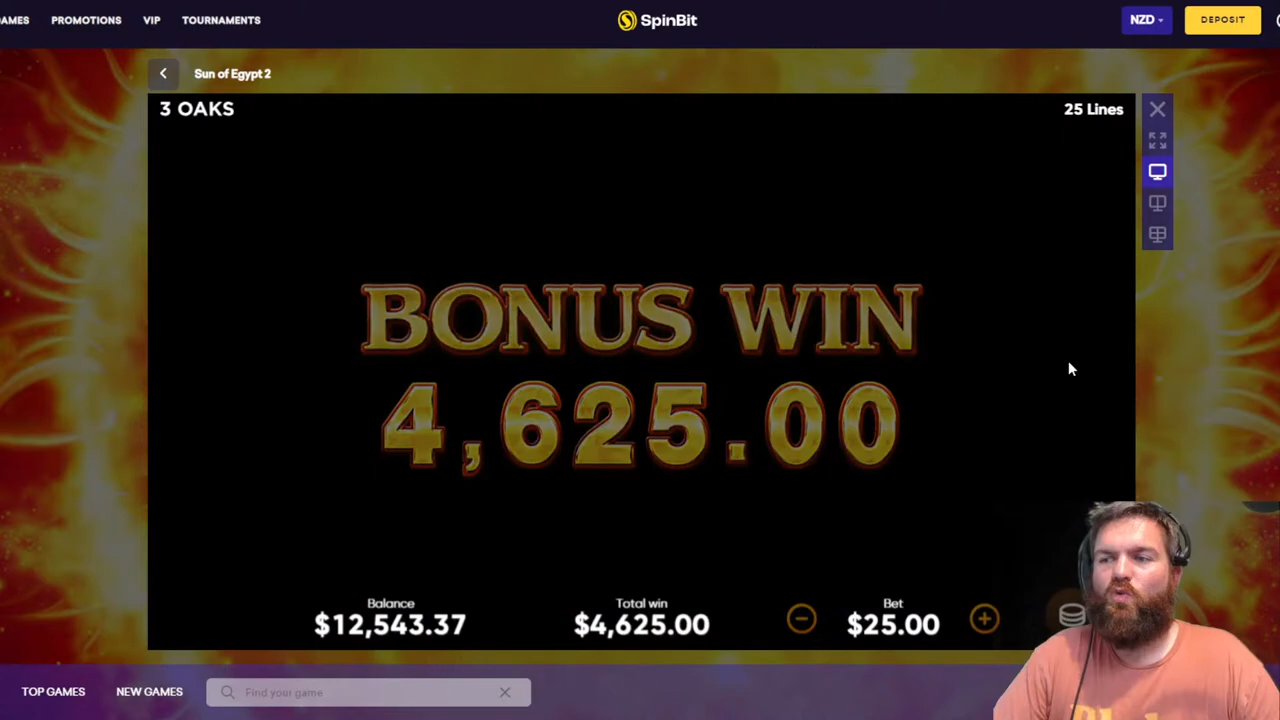 AMES PROMOTIONS VIP TOURNAMENTS SpinBit NZD DEPOSIT
Sun of Egypt 2
3 OAKS 25 Lines
BONUS WIN
4,625.00
Balance Total win Bet
$12,543.37 $4,625.00 $25.00
TOP GAMES NEW GAMES Find your game